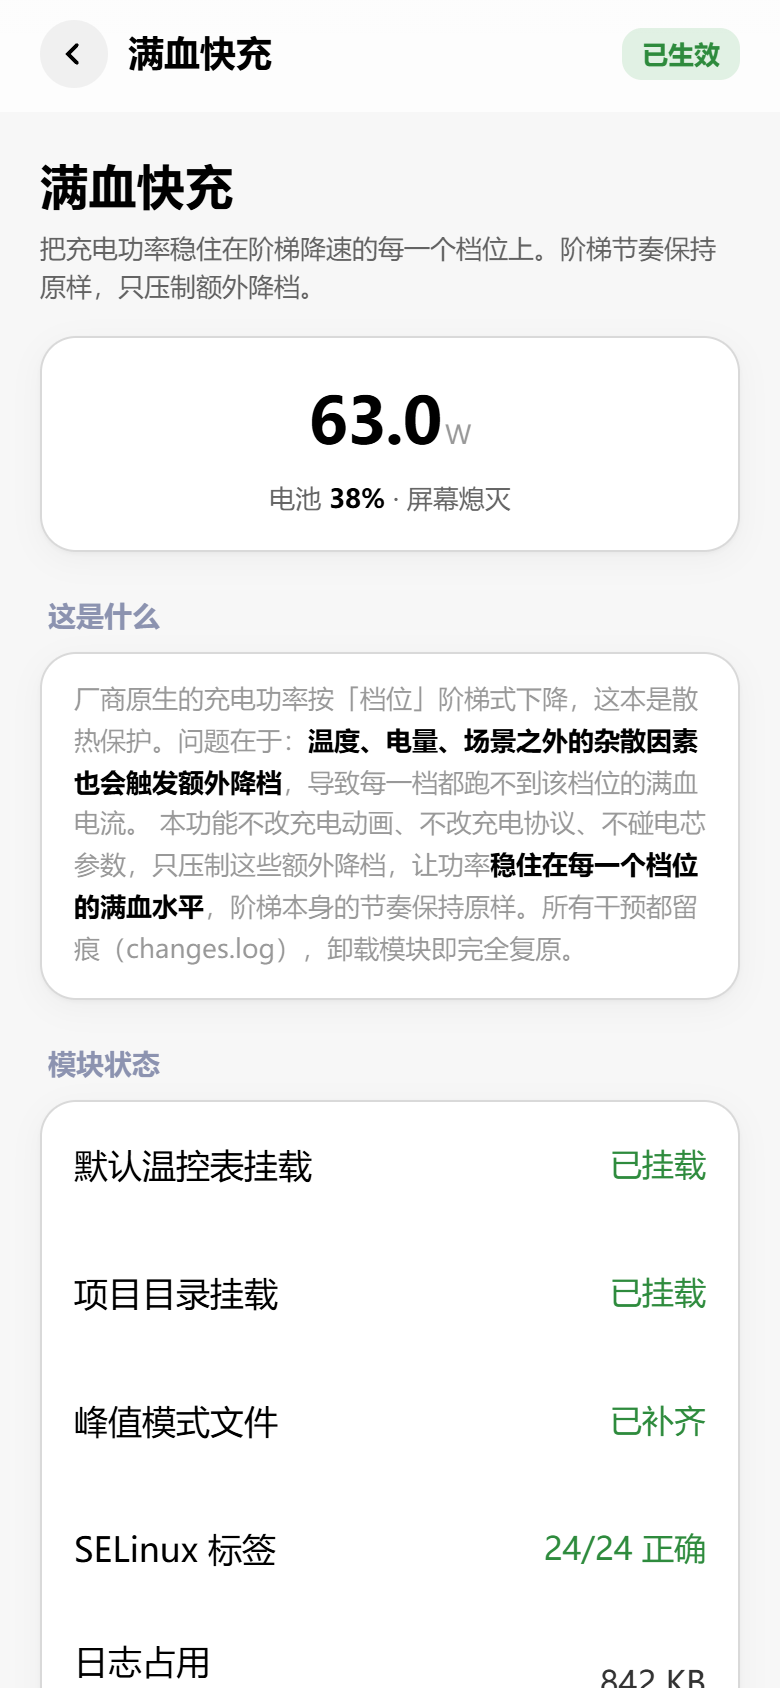 满血快充
已生效
满血快充
把充电功率稳住在阶梯降速的每一个档位上。阶梯节奏保持
原样，只压制额外降档。
63.0W
电池 38% · 屏幕熄灭
这是什么
厂商原生的充电功率按「档位」阶梯式下降，这本是散
热保护。问题在于：温度、电量、场景之外的杂散因素
也会触发额外降档，导致每一档都跑不到该档位的满血
电流。 本功能不改充电动画、不改充电协议、不碰电芯
参数，只压制这些额外降档，让功率稳住在每一个档位
的满血水平，阶梯本身的节奏保持原样。所有干预都留
痕（changes.log），卸载模块即完全复原。
模块状态
默认温控表挂载
已挂载
项目目录挂载
已挂载
峰值模式文件
已补齐
SELinux 标签
24/24 正确
日志占用
842 KB